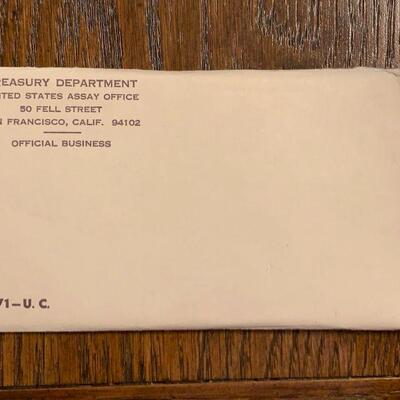 REASURY DEPARTMENT
ITED STATES ASSAY OFFICE
50 FELL STREET
N FRANCISCO, CALIF. 94102
OFFICIAL BUSINESS
71—U. C.